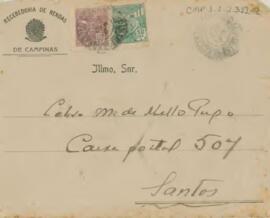 RECEBEDORIA DE RENDAS
DE CAMPINAS
Illmo. Snr.
Celso M. de Mello Pupo
Caixa postal 507
Santos